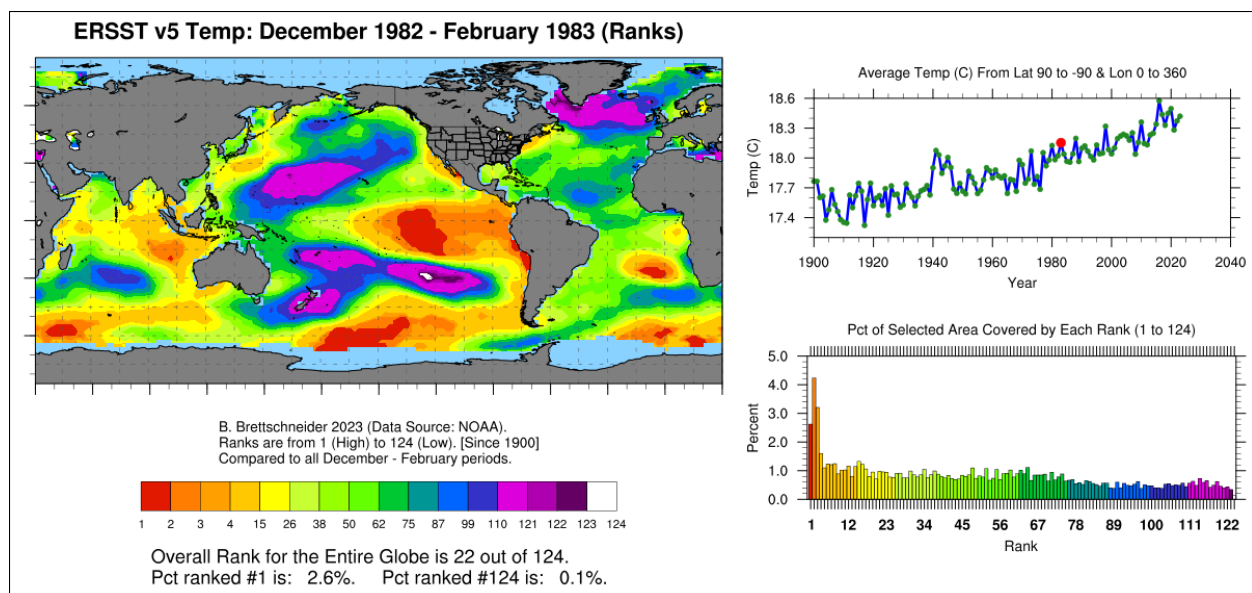 ERSST v5 Temp: December 1982 - February 1983 (Ranks)
B. Brettschneider 2023 (Data Source: NOAA).
Ranks are from 1 (High) to 124 (Low). [Since 1900]
Compared to all December - February periods.
1 2 3 4 15 26 38 50 62 75 87 99 110 121 122 123 124
Overall Rank for the Entire Globe is 22 out of 124.
Pct ranked #1 is: 2.6%. Pct ranked #124 is: 0.1%.
Average Temp (C) From Lat 90 to -90 & Lon 0 to 360
Temp (C)
18.6
18.3
18.0
17.7
17.4
1900 1920 1940 1960 1980 2000 2020 2040
Year
Pct of Selected Area Covered by Each Rank (1 to 124)
Percent
5.0
4.0
3.0
2.0
1.0
0.0
1 12 23 34 45 56 67 78 89 100 111 122
Rank